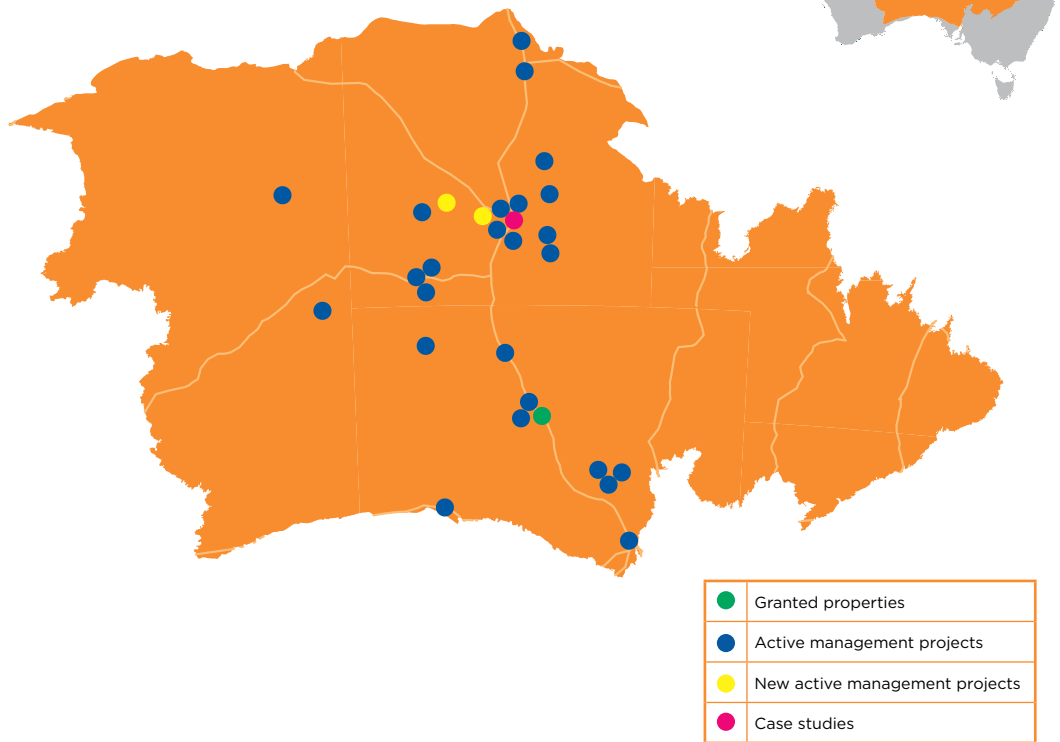 Granted properties
Active management projects
New active management projects
Case studies